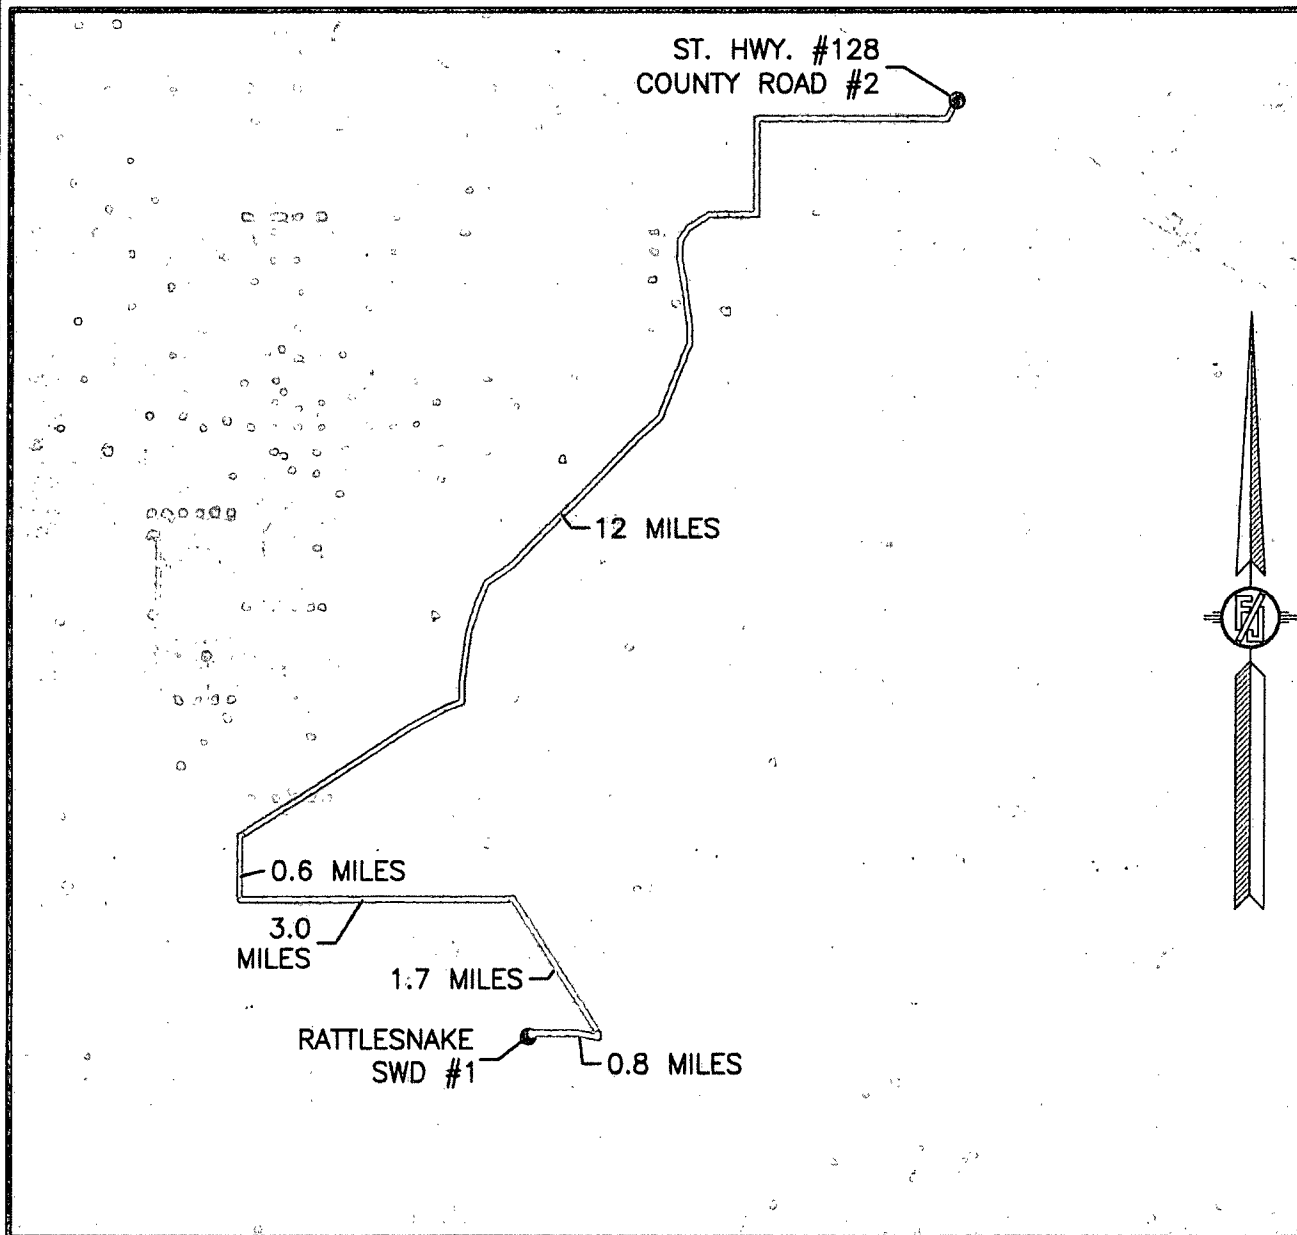 ST. HWY. #128
COUNTY ROAD #2
12 MILES
0.6 MILES
3.0
MILES
1.7 MILES
RATTLESNAKE
SWD #1
0.8 MILES